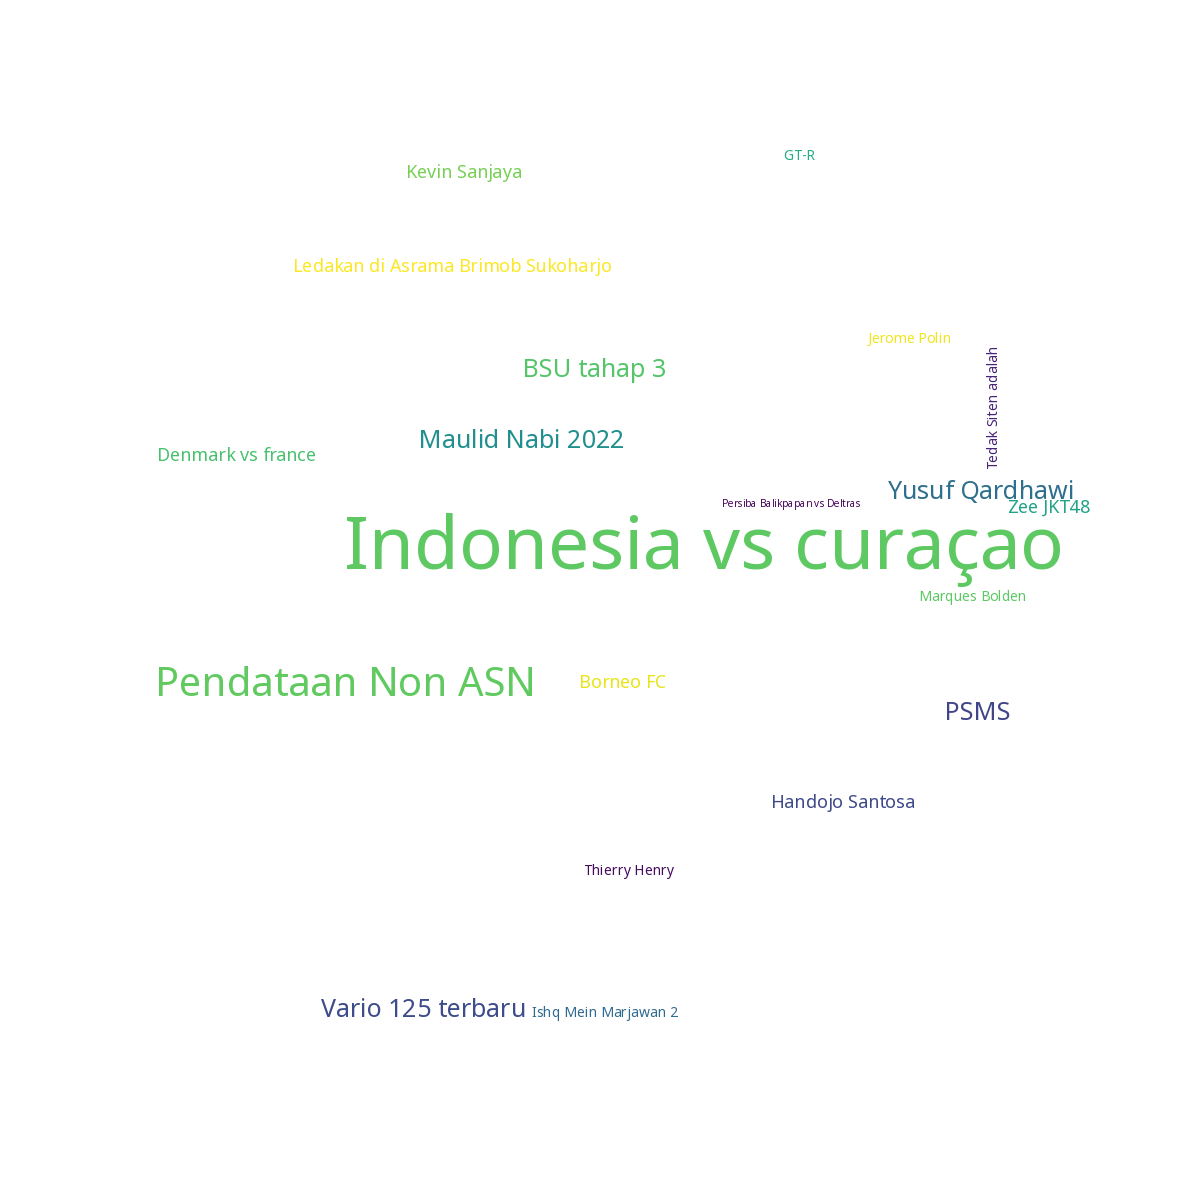 GT-R
Kevin Sanjaya
Ledakan di Asrama Brimob Sukoharjo
Jerome Polin
BSU tahap 3
Tedak Siten adalah
Maulid Nabi 2022
Denmark vs france
Yusuf Qardhawi
Persiba Balikpapan vs Deltras
Zee JKT48
Indonesia vs curaçao
Marques Bolden
Pendataan Non ASN
Borneo FC
PSMS
Handojo Santosa
Thierry Henry
Vario 125 terbaru
Ishq Mein Marjawan 2